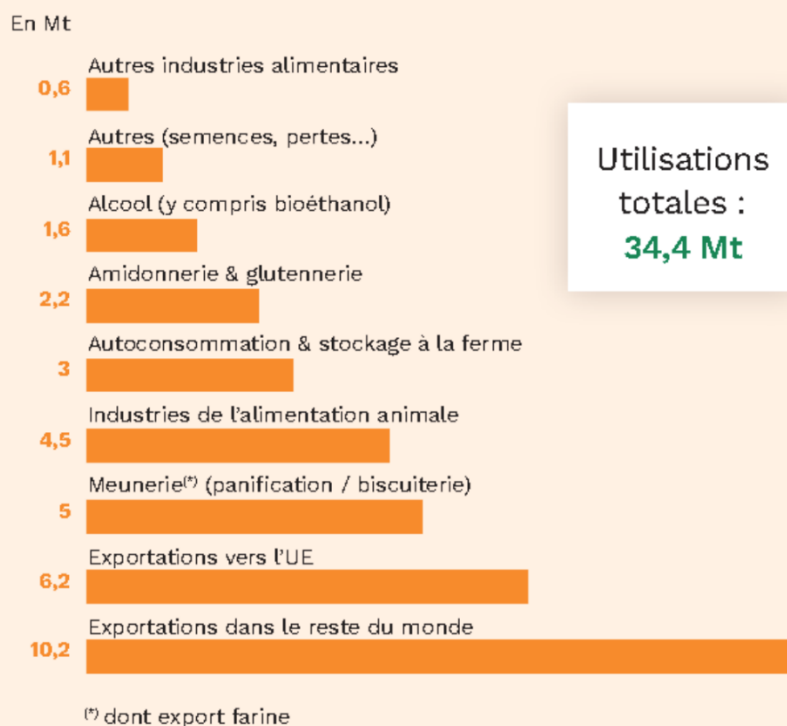 En Mt
Autres industries alimentaires
0,6
Autres (semences, pertes...)
1,1
Alcool (y compris bioéthanol)
1,6
Amidonnerie & glutennerie
2,2
Autoconsommation & stockage à la ferme
3
Industries de l'alimentation animale
4,5
Meunerie(*) (panification / biscuiterie)
5
Exportations vers l'UE
6,2
Exportations dans le reste du monde
10,2
(*) dont export farine
Utilisations
totales :
34,4 Mt